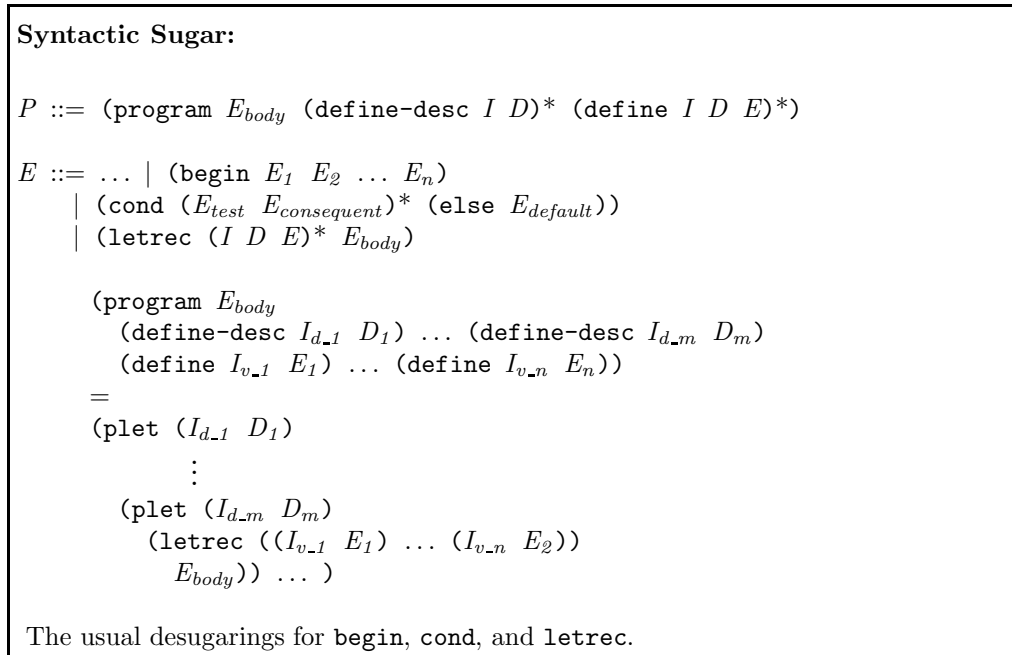 Syntactic Sugar:
P ::= (program E_body (define-desc I D)* (define I D E)*)
E ::= ... | (begin E_1 E_2 ... E_n)
| (cond (E_test E_consequent)* (else E_default))
| (letrec (I D E)* E_body)
(program E_body
(define-desc I_d_1 D_1) ... (define-desc I_d_m D_m)
(define I_v_1 E_1) ... (define I_v_n E_n))
=
(plet (I_d_1 D_1)
⋮
(plet (I_d_m D_m)
(letrec ((I_v_1 E_1) ... (I_v_n E_2))
E_body)) ... )
The usual desugarings for begin, cond, and letrec.